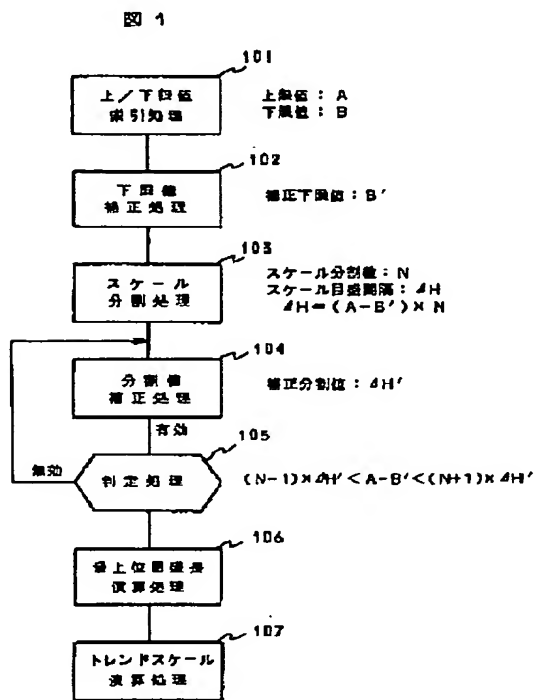 図 1
101
上/下限値
索引処理
上限値: A
下限値: B
102
下限値
補正処理
補正下限値: B'
103
スケール
分割処理
スケール分割数: N
スケール目盛間隔: ΔH
ΔH=(A-B')×N
104
分割値
補正処理
補正分割値: ΔH'
有効
105
無効
判定処理
(N-1)×ΔH'<A-B'<(N+1)×ΔH'
106
最上位目盛長
演算処理
107
トレンドスケール
演算処理